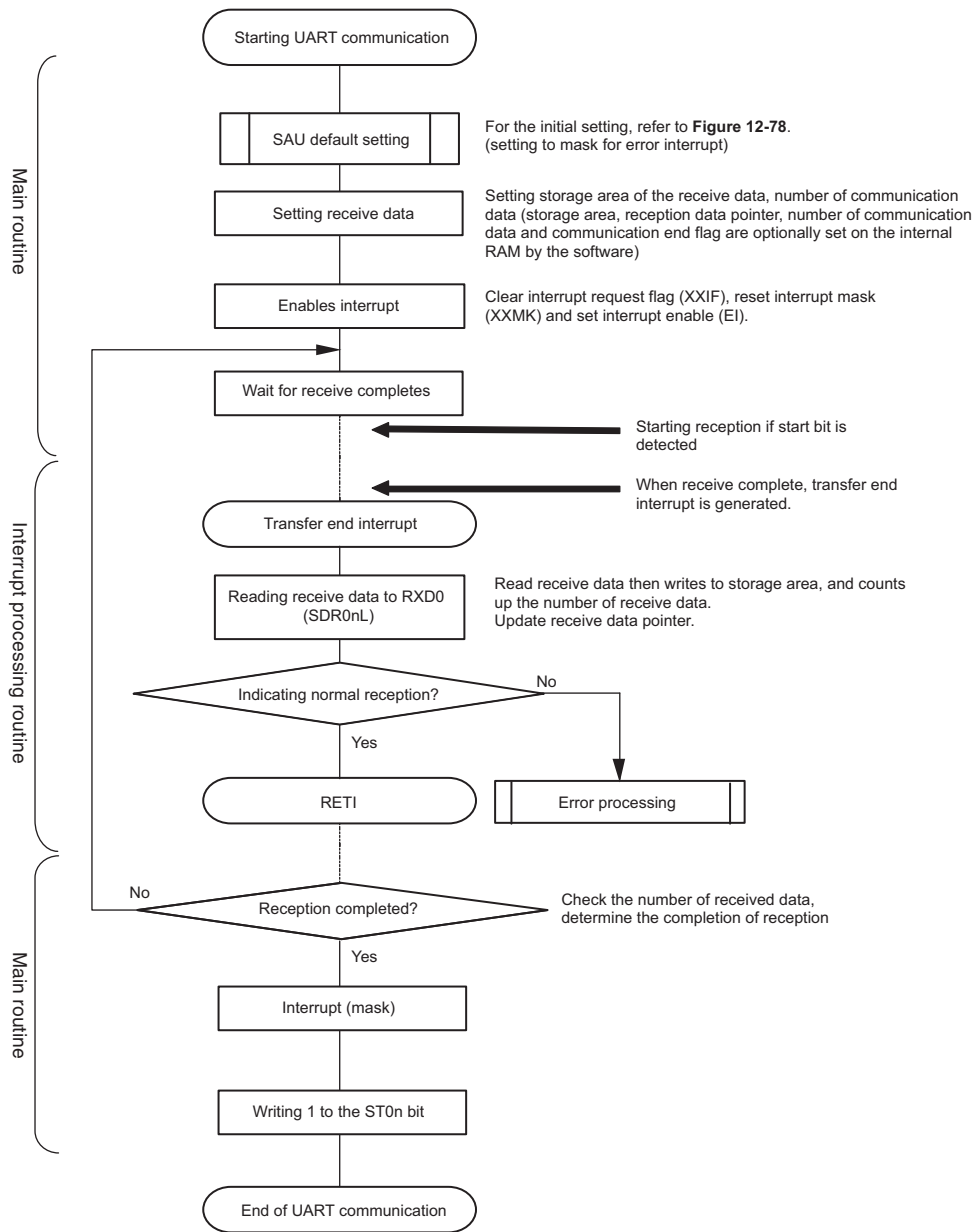 Starting UART communication
Main routine
SAU default setting
For the initial setting, refer to Figure 12-78.
(setting to mask for error interrupt)
Setting receive data
Setting storage area of the receive data, number of communication
data (storage area, reception data pointer, number of communication
data and communication end flag are optionally set on the internal
RAM by the software)
Enables interrupt
Clear interrupt request flag (XXIF), reset interrupt mask
(XXMK) and set interrupt enable (EI).
Wait for receive completes
Starting reception if start bit is
detected
Interrupt processing routine
When receive complete, transfer end
interrupt is generated.
Transfer end interrupt
Reading receive data to RXD0
(SDR0nL)
Read receive data then writes to storage area, and counts
up the number of receive data.
Update receive data pointer.
Indicating normal reception?
No
Yes
RETI
Error processing
Main routine
No
Reception completed?
Check the number of received data,
determine the completion of reception
Yes
Interrupt (mask)
Writing 1 to the ST0n bit
End of UART communication